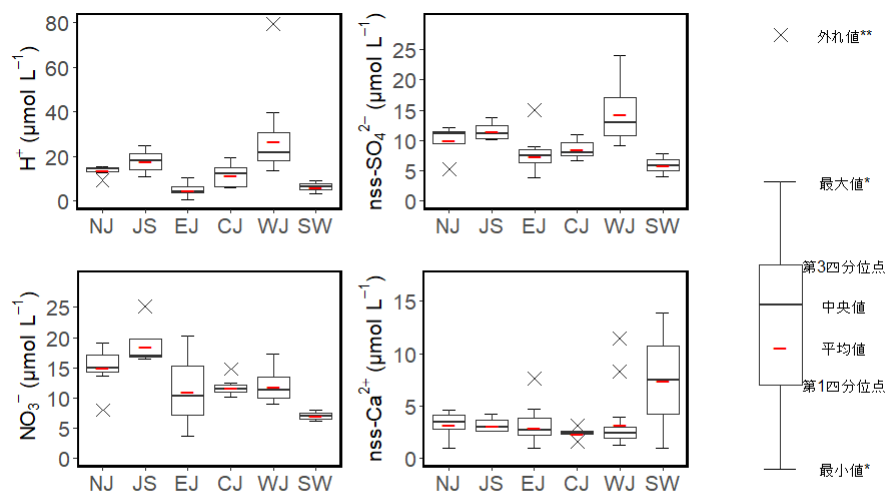 H⁺ (µmol L⁻¹)
80
60
40
20
0
NJ JS EJ CJ WJ SW
nss-SO₄²⁻ (µmol L⁻¹)
25
20
15
10
5
0
NJ JS EJ CJ WJ SW
NO₃⁻ (µmol L⁻¹)
25
20
15
10
5
0
NJ JS EJ CJ WJ SW
nss-Ca²⁺ (µmol L⁻¹)
15
10
5
0
NJ JS EJ CJ WJ SW
外れ値**
最大値*
第3四分位点
中央値
平均値
第1四分位点
最小値*